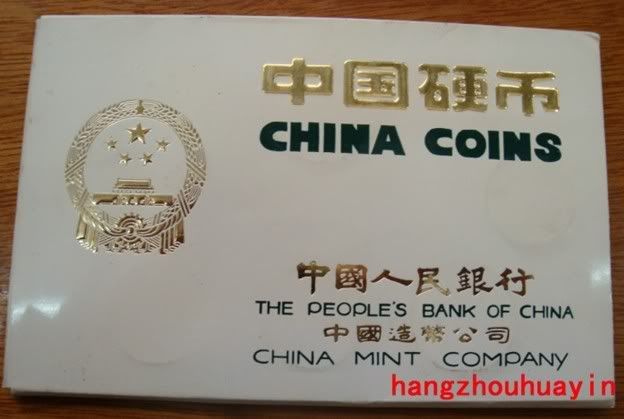 中国硬币
CHINA COINS
中國人民銀行
THE PEOPLE'S BANK OF CHINA
中國造幣公司
CHINA MINT COMPANY
hangzhouhuayin